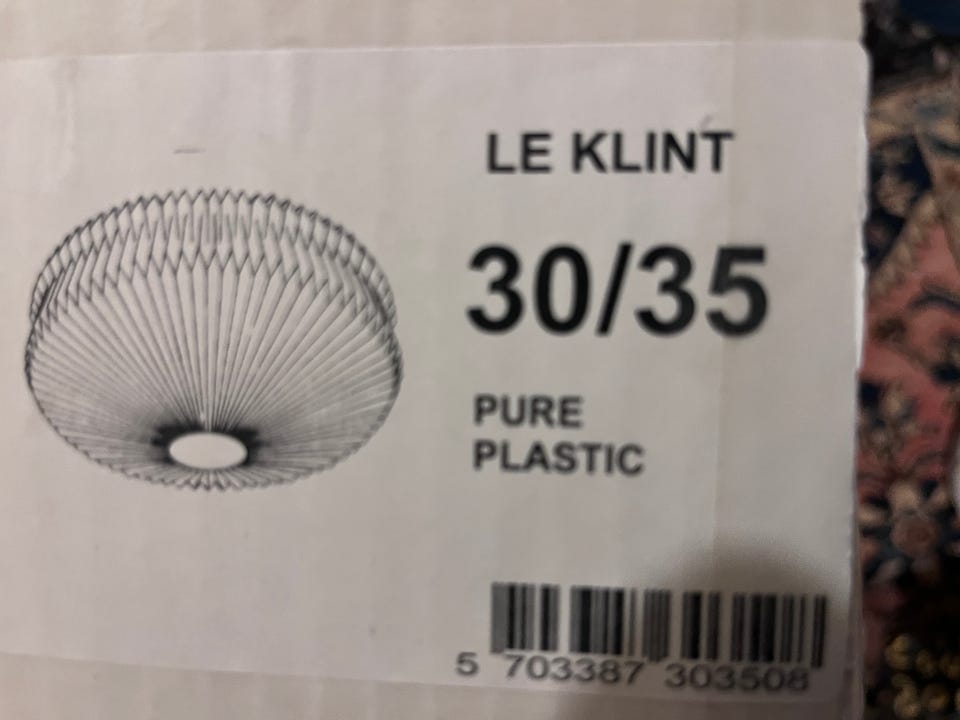 LE KLINT
30/35
PURE
PLASTIC
5 703387 303508